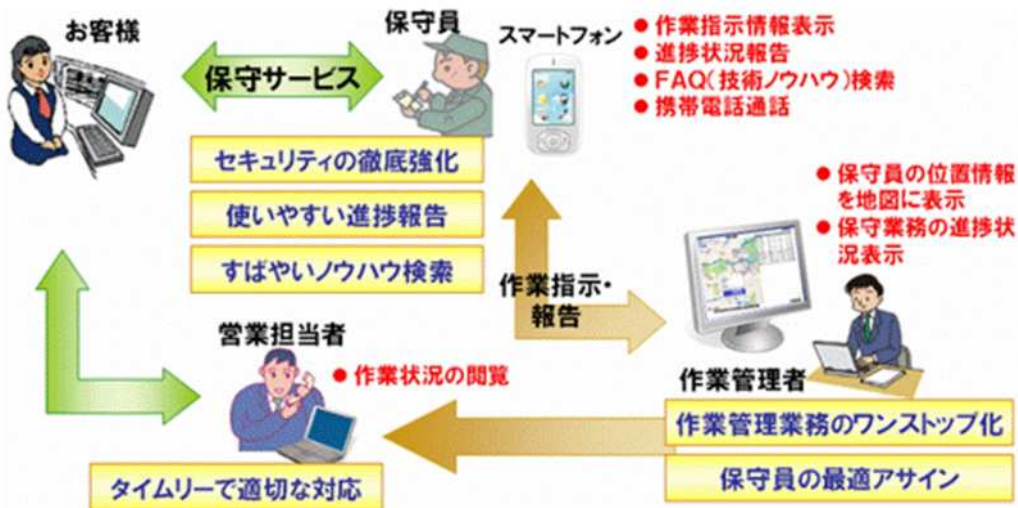 お客様
保守員
スマートフォン
● 作業指示情報表示
● 進捗状況報告
● FAQ(技術ノウハウ)検索
● 携帯電話通話
保守サービス
セキュリティの徹底強化
使いやすい進捗報告
すばやいノウハウ検索
● 保守員の位置情報
を地図に表示
● 保守業務の進捗状
況表示
作業指示・
報告
営業担当者
● 作業状況の閲覧
作業管理者
作業管理業務のワンストップ化
保守員の最適アサイン
タイムリーで適切な対応